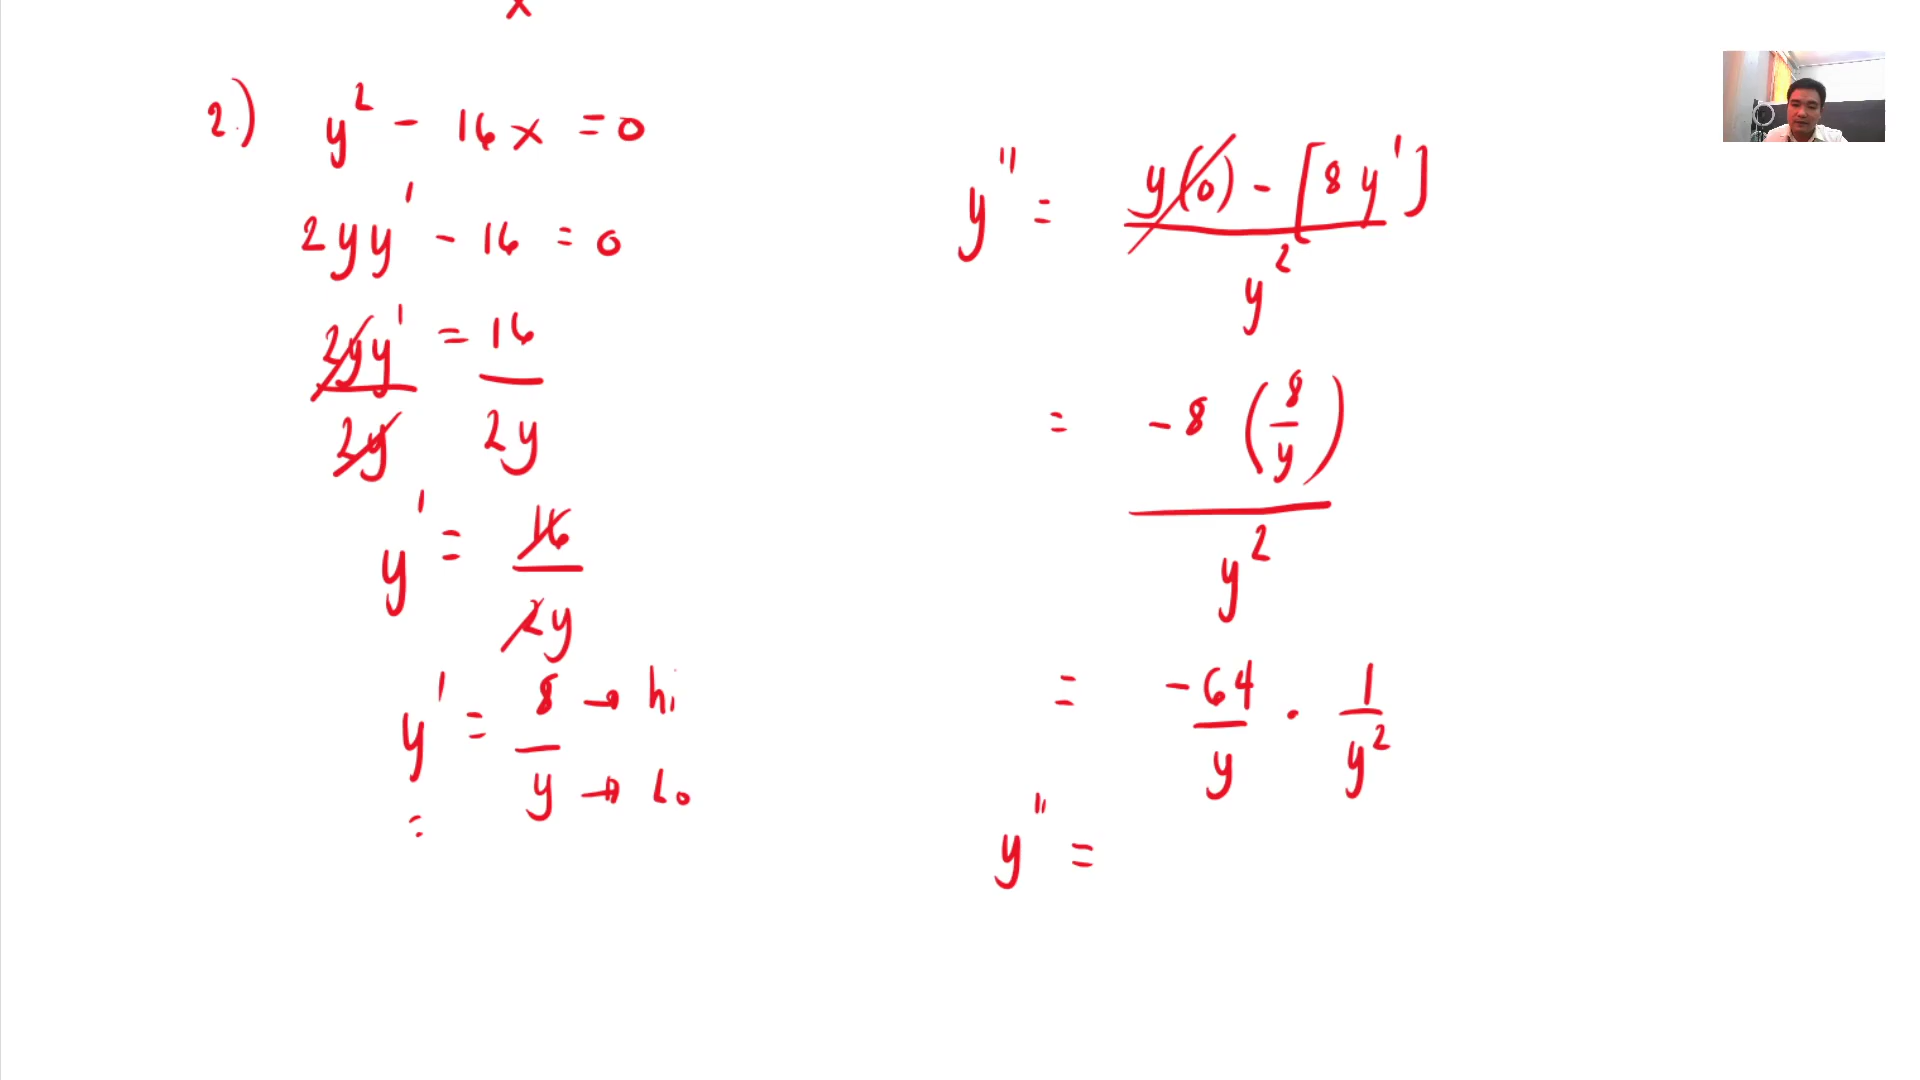 x
2.) y² - 16x = 0
2yy' - 16 = 0
2yy' / 2y = 16 / 2y
y' = 16 / 2y
y' = 8 / y → hi → Lo
=
y'' = y(0) - [8y'] / y²
= -8 (8/y) / y²
= -64 / y · 1 / y²
y'' =